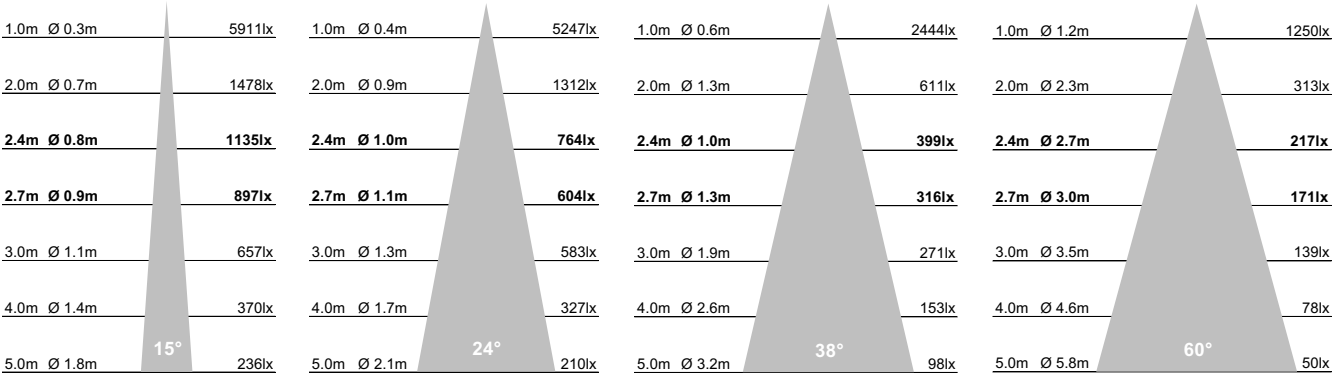 1.0m Ø 0.3m 5911lx
2.0m Ø 0.7m 1478lx
2.4m Ø 0.8m 1135lx
2.7m Ø 0.9m 897lx
3.0m Ø 1.1m 657lx
4.0m Ø 1.4m 370lx
15°
5.0m Ø 1.8m 236lx
1.0m Ø 0.4m 5247lx
2.0m Ø 0.9m 1312lx
2.4m Ø 1.0m 764lx
2.7m Ø 1.1m 604lx
3.0m Ø 1.3m 583lx
4.0m Ø 1.7m 327lx
24°
5.0m Ø 2.1m 210lx
1.0m Ø 0.6m 2444lx
2.0m Ø 1.3m 611lx
2.4m Ø 1.0m 399lx
2.7m Ø 1.3m 316lx
3.0m Ø 1.9m 271lx
4.0m Ø 2.6m 153lx
38°
5.0m Ø 3.2m 98lx
1.0m Ø 1.2m 1250lx
2.0m Ø 2.3m 313lx
2.4m Ø 2.7m 217lx
2.7m Ø 3.0m 171lx
3.0m Ø 3.5m 139lx
4.0m Ø 4.6m 78lx
60°
5.0m Ø 5.8m 50lx